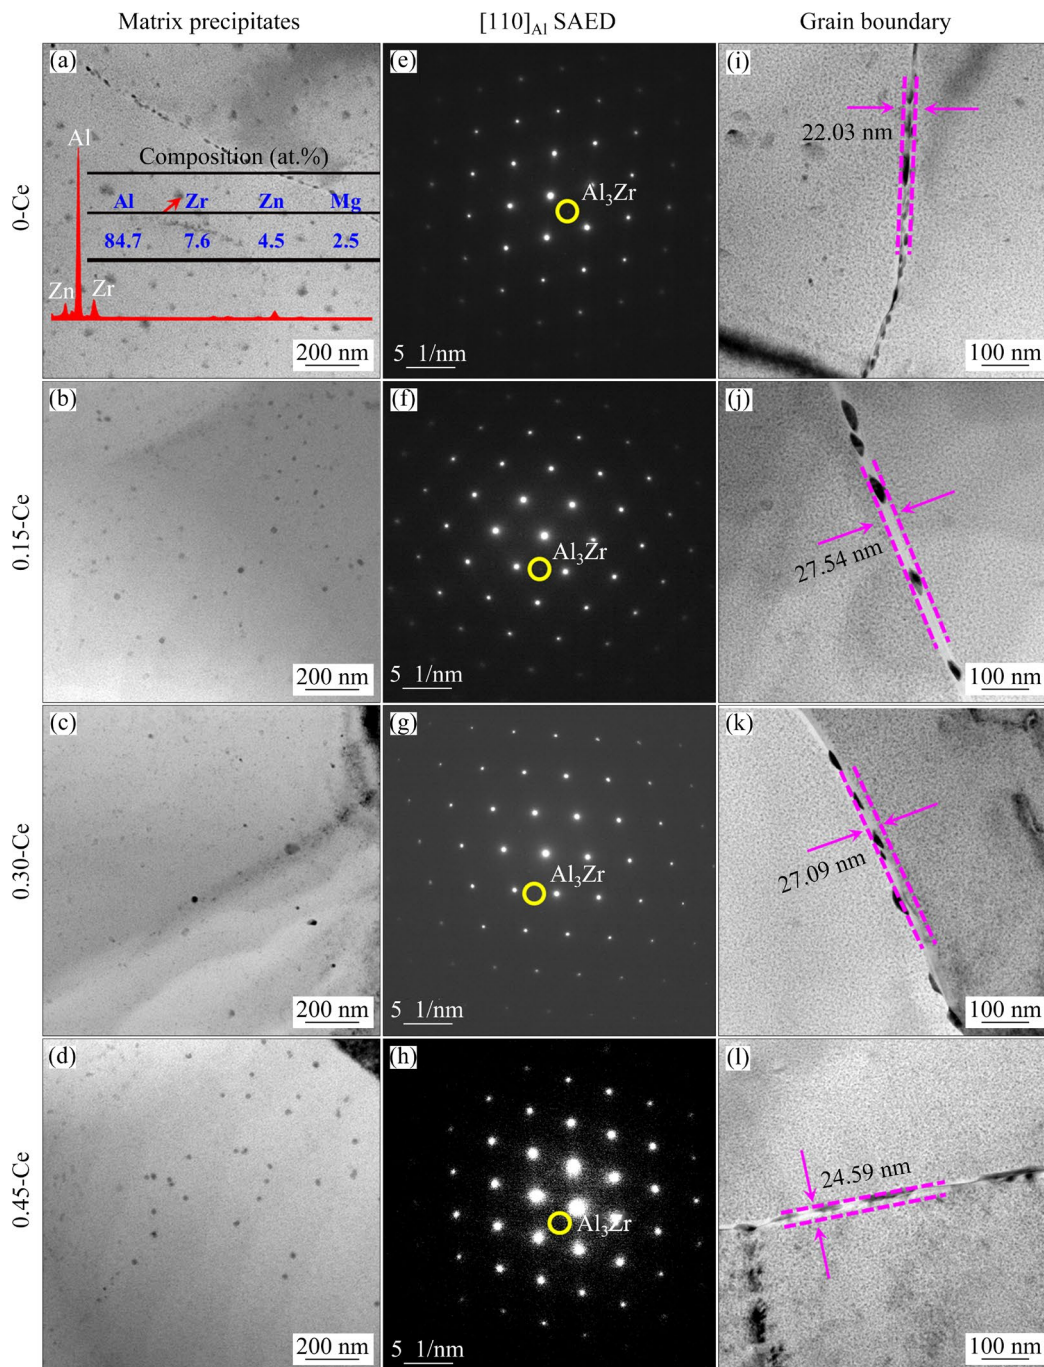 Matrix precipitates
[110]Al SAED
Grain boundary
0-Ce
(a)
Al
Composition (at.%)
Al Zr Zn Mg
84.7 7.6 4.5 2.5
Zn
Zr
200 nm
(e)
Al₃Zr
5 1/nm
(i)
22.03 nm
100 nm
0.15-Ce
(b)
200 nm
(f)
Al₃Zr
5 1/nm
(j)
27.54 nm
100 nm
0.30-Ce
(c)
200 nm
(g)
Al₃Zr
5 1/nm
(k)
27.09 nm
100 nm
0.45-Ce
(d)
200 nm
(h)
Al₃Zr
5 1/nm
(l)
24.59 nm
100 nm